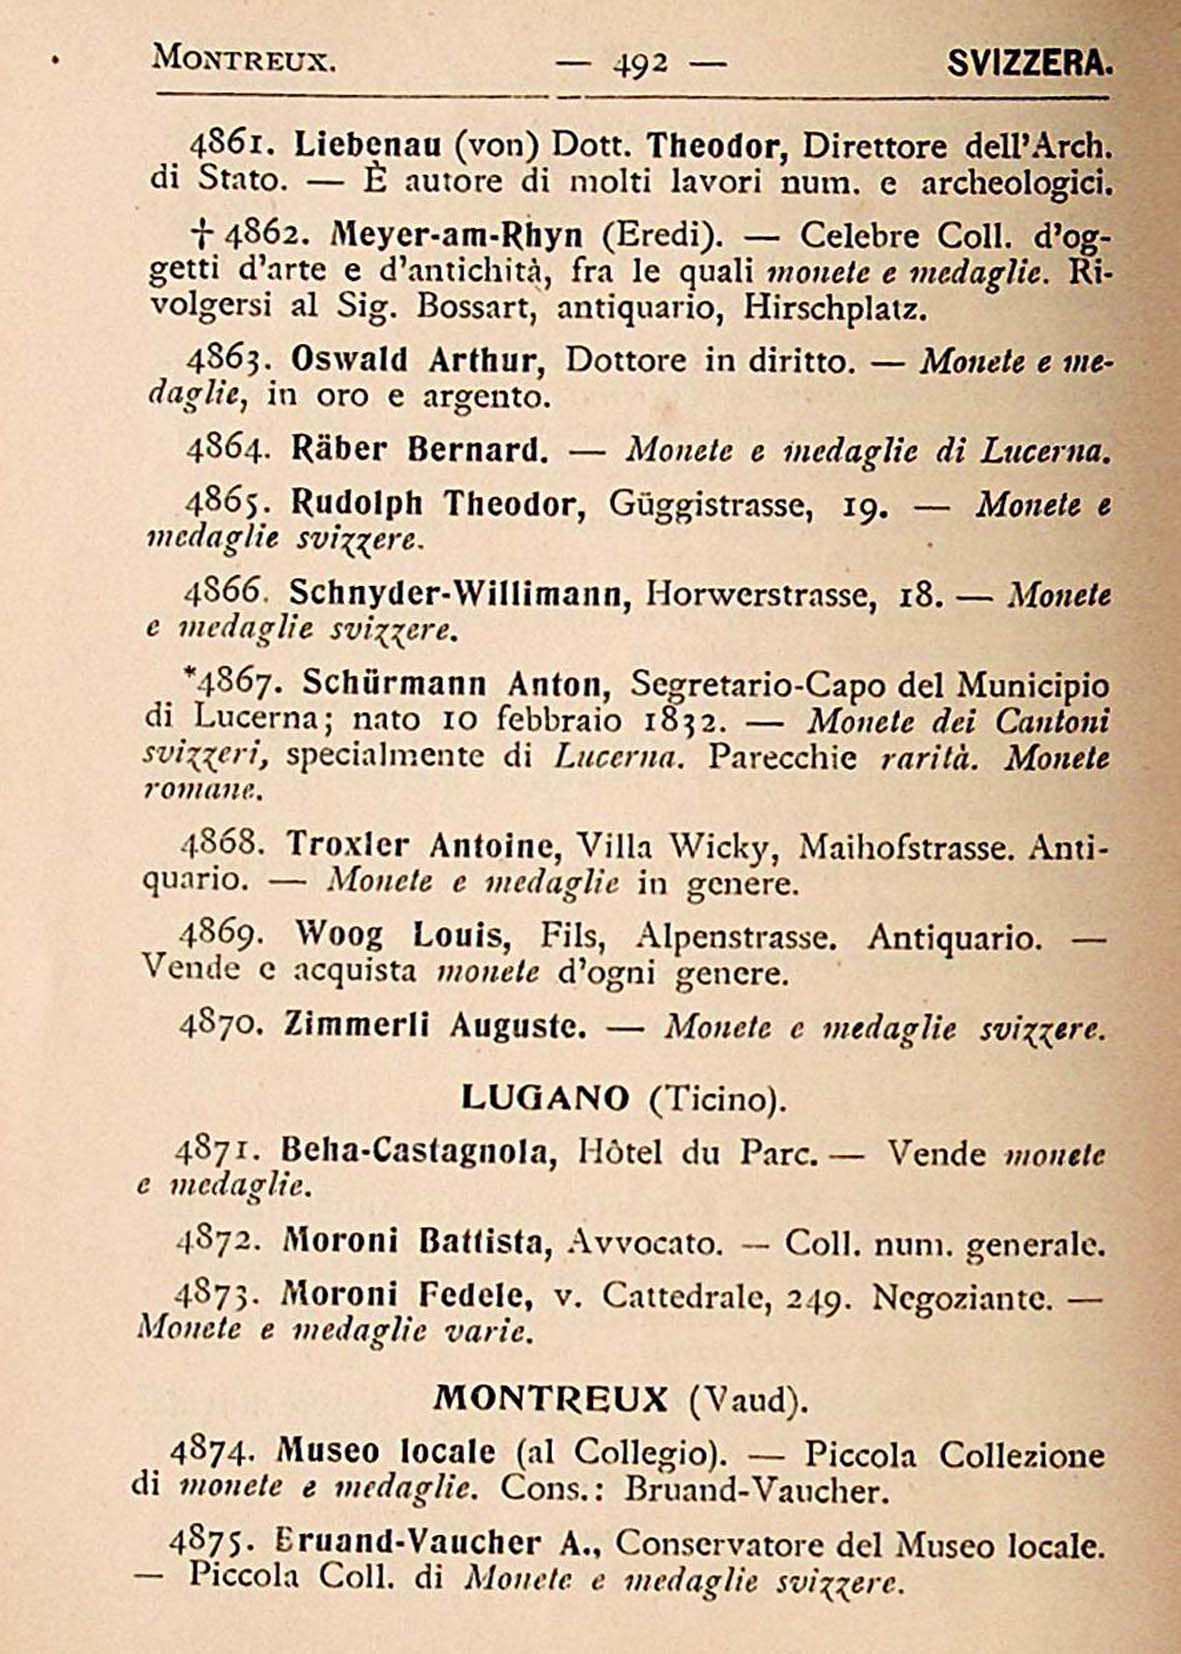 MONTREUX. — 492 — SVIZZERA.
4861. Liebenau (von) Dott. Theodor, Direttore dell'Arch.
di Stato. — È autore di molti lavori num. e archeologici.
† 4862. Meyer-am-Rhyn (Eredi). — Celebre Coll. d'og-
getti d'arte e d'antichità, fra le quali monete e medaglie. Ri-
volgersi al Sig. Bossart, antiquario, Hirschplatz.
4863. Oswald Arthur, Dottore in diritto. — Monete e me-
daglie, in oro e argento.
4864. Räber Bernard. — Monete e medaglie di Lucerna.
4865. Rudolph Theodor, Güggistrasse, 19. — Monete e
medaglie svizzere.
4866. Schnyder-Willimann, Horwerstrasse, 18. — Monete
e medaglie svizzere.
*4867. Schürmann Anton, Segretario-Capo del Municipio
di Lucerna; nato 10 febbraio 1832. — Monete dei Cantoni
svizzeri, specialmente di Lucerna. Parecchie rarità. Monete
romane.
4868. Troxler Antoine, Villa Wicky, Maihofstrasse. Anti-
quario. — Monete e medaglie in genere.
4869. Woog Louis, Fils, Alpenstrasse. Antiquario. —
Vende e acquista monete d'ogni genere.
4870. Zimmerli Auguste. — Monete e medaglie svizzere.
LUGANO (Ticino).
4871. Beha-Castagnola, Hôtel du Parc. — Vende monete
e medaglie.
4872. Moroni Battista, Avvocato. — Coll. num. generale.
4873. Moroni Fedele, v. Cattedrale, 249. Negoziante. —
Monete e medaglie varie.
MONTREUX (Vaud).
4874. Museo locale (al Collegio). — Piccola Collezione
di monete e medaglie. Cons.: Bruand-Vaucher.
4875. Bruand-Vaucher A., Conservatore del Museo locale.
— Piccola Coll. di Monete e medaglie svizzere.